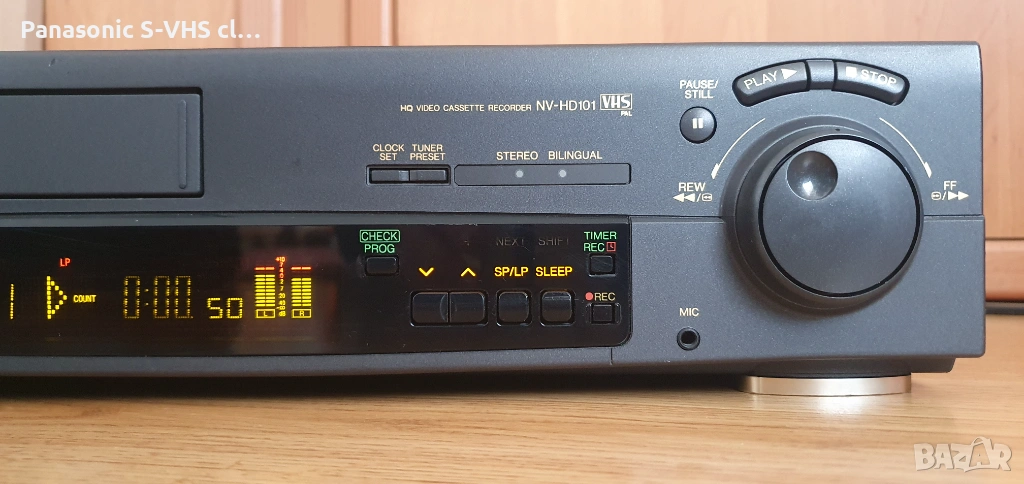 Panasonic S-VHS cl...
PLAY ▶
■ STOP
PAUSE/
STILL
HQ VIDEO CASSETTE RECORDER NV-HD101 VHS
PAL
CLOCK SET
TUNER PRESET
STEREO BILINGUAL
REW
◀◀/
FF
/▶▶
CHECK
PROG
NEXT SHIFT
TIMER
REC
SP/LP SLEEP
REC
LP
COUNT 0:00.50
L R
dB
MIC
BAZAR